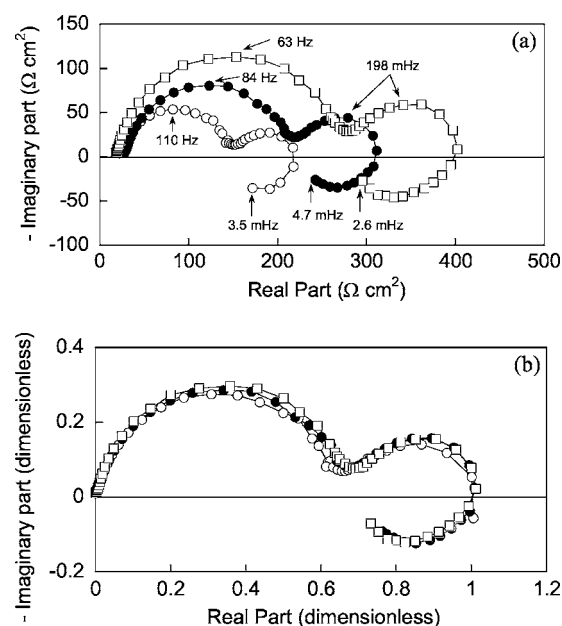 (a)
150
100
50
0
-50
-100
- Imaginary part (Ω cm²)
63 Hz
84 Hz
110 Hz
198 mHz
3.5 mHz
4.7 mHz
2.6 mHz
0 100 200 300 400 500
Real Part (Ω cm²)
(b)
0.4
0.2
0
-0.2
- Imaginary part (dimensionless)
0 0.2 0.4 0.6 0.8 1 1.2
Real Part (dimensionless)